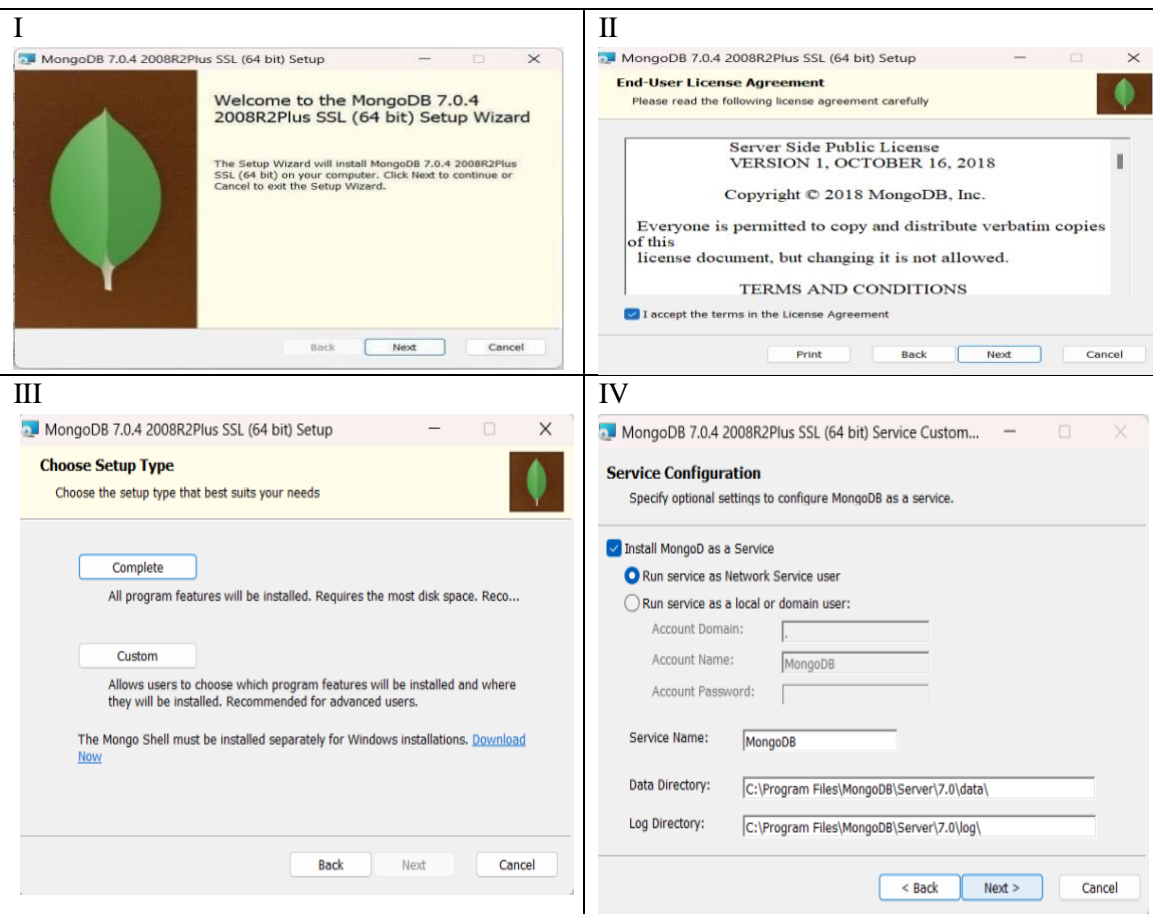 I
MongoDB 7.0.4 2008R2Plus SSL (64 bit) Setup
Welcome to the MongoDB 7.0.4
2008R2Plus SSL (64 bit) Setup Wizard
The Setup Wizard will install MongoDB 7.0.4 2008R2Plus
SSL (64 bit) on your computer. Click Next to continue or
Cancel to exit the Setup Wizard.
Back Next Cancel
II
MongoDB 7.0.4 2008R2Plus SSL (64 bit) Setup
End-User License Agreement
Please read the following license agreement carefully
Server Side Public License
VERSION 1, OCTOBER 16, 2018
Copyright © 2018 MongoDB, Inc.
Everyone is permitted to copy and distribute verbatim copies
of this
license document, but changing it is not allowed.
TERMS AND CONDITIONS
I accept the terms in the License Agreement
Print Back Next Cancel
III
MongoDB 7.0.4 2008R2Plus SSL (64 bit) Setup
Choose Setup Type
Choose the setup type that best suits your needs
Complete
All program features will be installed. Requires the most disk space. Reco...
Custom
Allows users to choose which program features will be installed and where
they will be installed. Recommended for advanced users.
The Mongo Shell must be installed separately for Windows installations. Download
Now
Back Next Cancel
IV
MongoDB 7.0.4 2008R2Plus SSL (64 bit) Service Custom...
Service Configuration
Specify optional settings to configure MongoDB as a service.
Install MongoD as a Service
Run service as Network Service user
Run service as a local or domain user:
Account Domain: .
Account Name: MongoDB
Account Password:
Service Name: MongoDB
Data Directory: C:\Program Files\MongoDB\Server\7.0\data\
Log Directory: C:\Program Files\MongoDB\Server\7.0\log\
< Back Next > Cancel